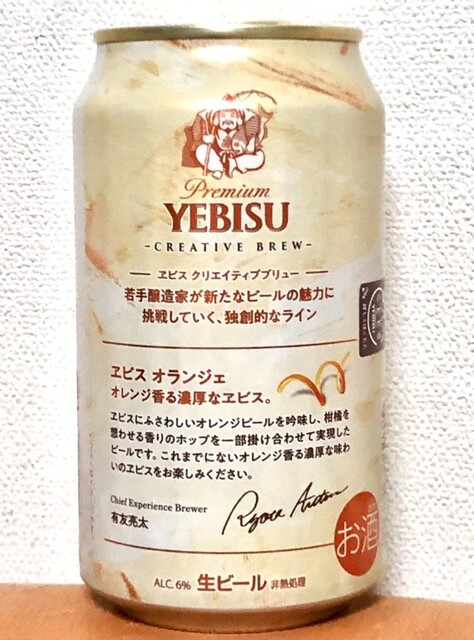 Premium
YEBISU
-CREATIVE BREW-
ヱビス クリエイティブブリュー
若手醸造家が新たなビールの魅力に
挑戦していく、独創的なライン
ヱビス オランジェ
オレンジ香る濃厚なヱビス。
ヱビスにふさわしいオレンジピールを吟味し、柑橘を
想わせる香りのホップを一部掛け合わせて実現した
ビールです。これまでにないオレンジ香る濃厚な味わ
いのヱビスをお楽しみください。
Chief Experience Brewer
有友亮太
お酒
ALC. 6% 生ビール 非熱処理